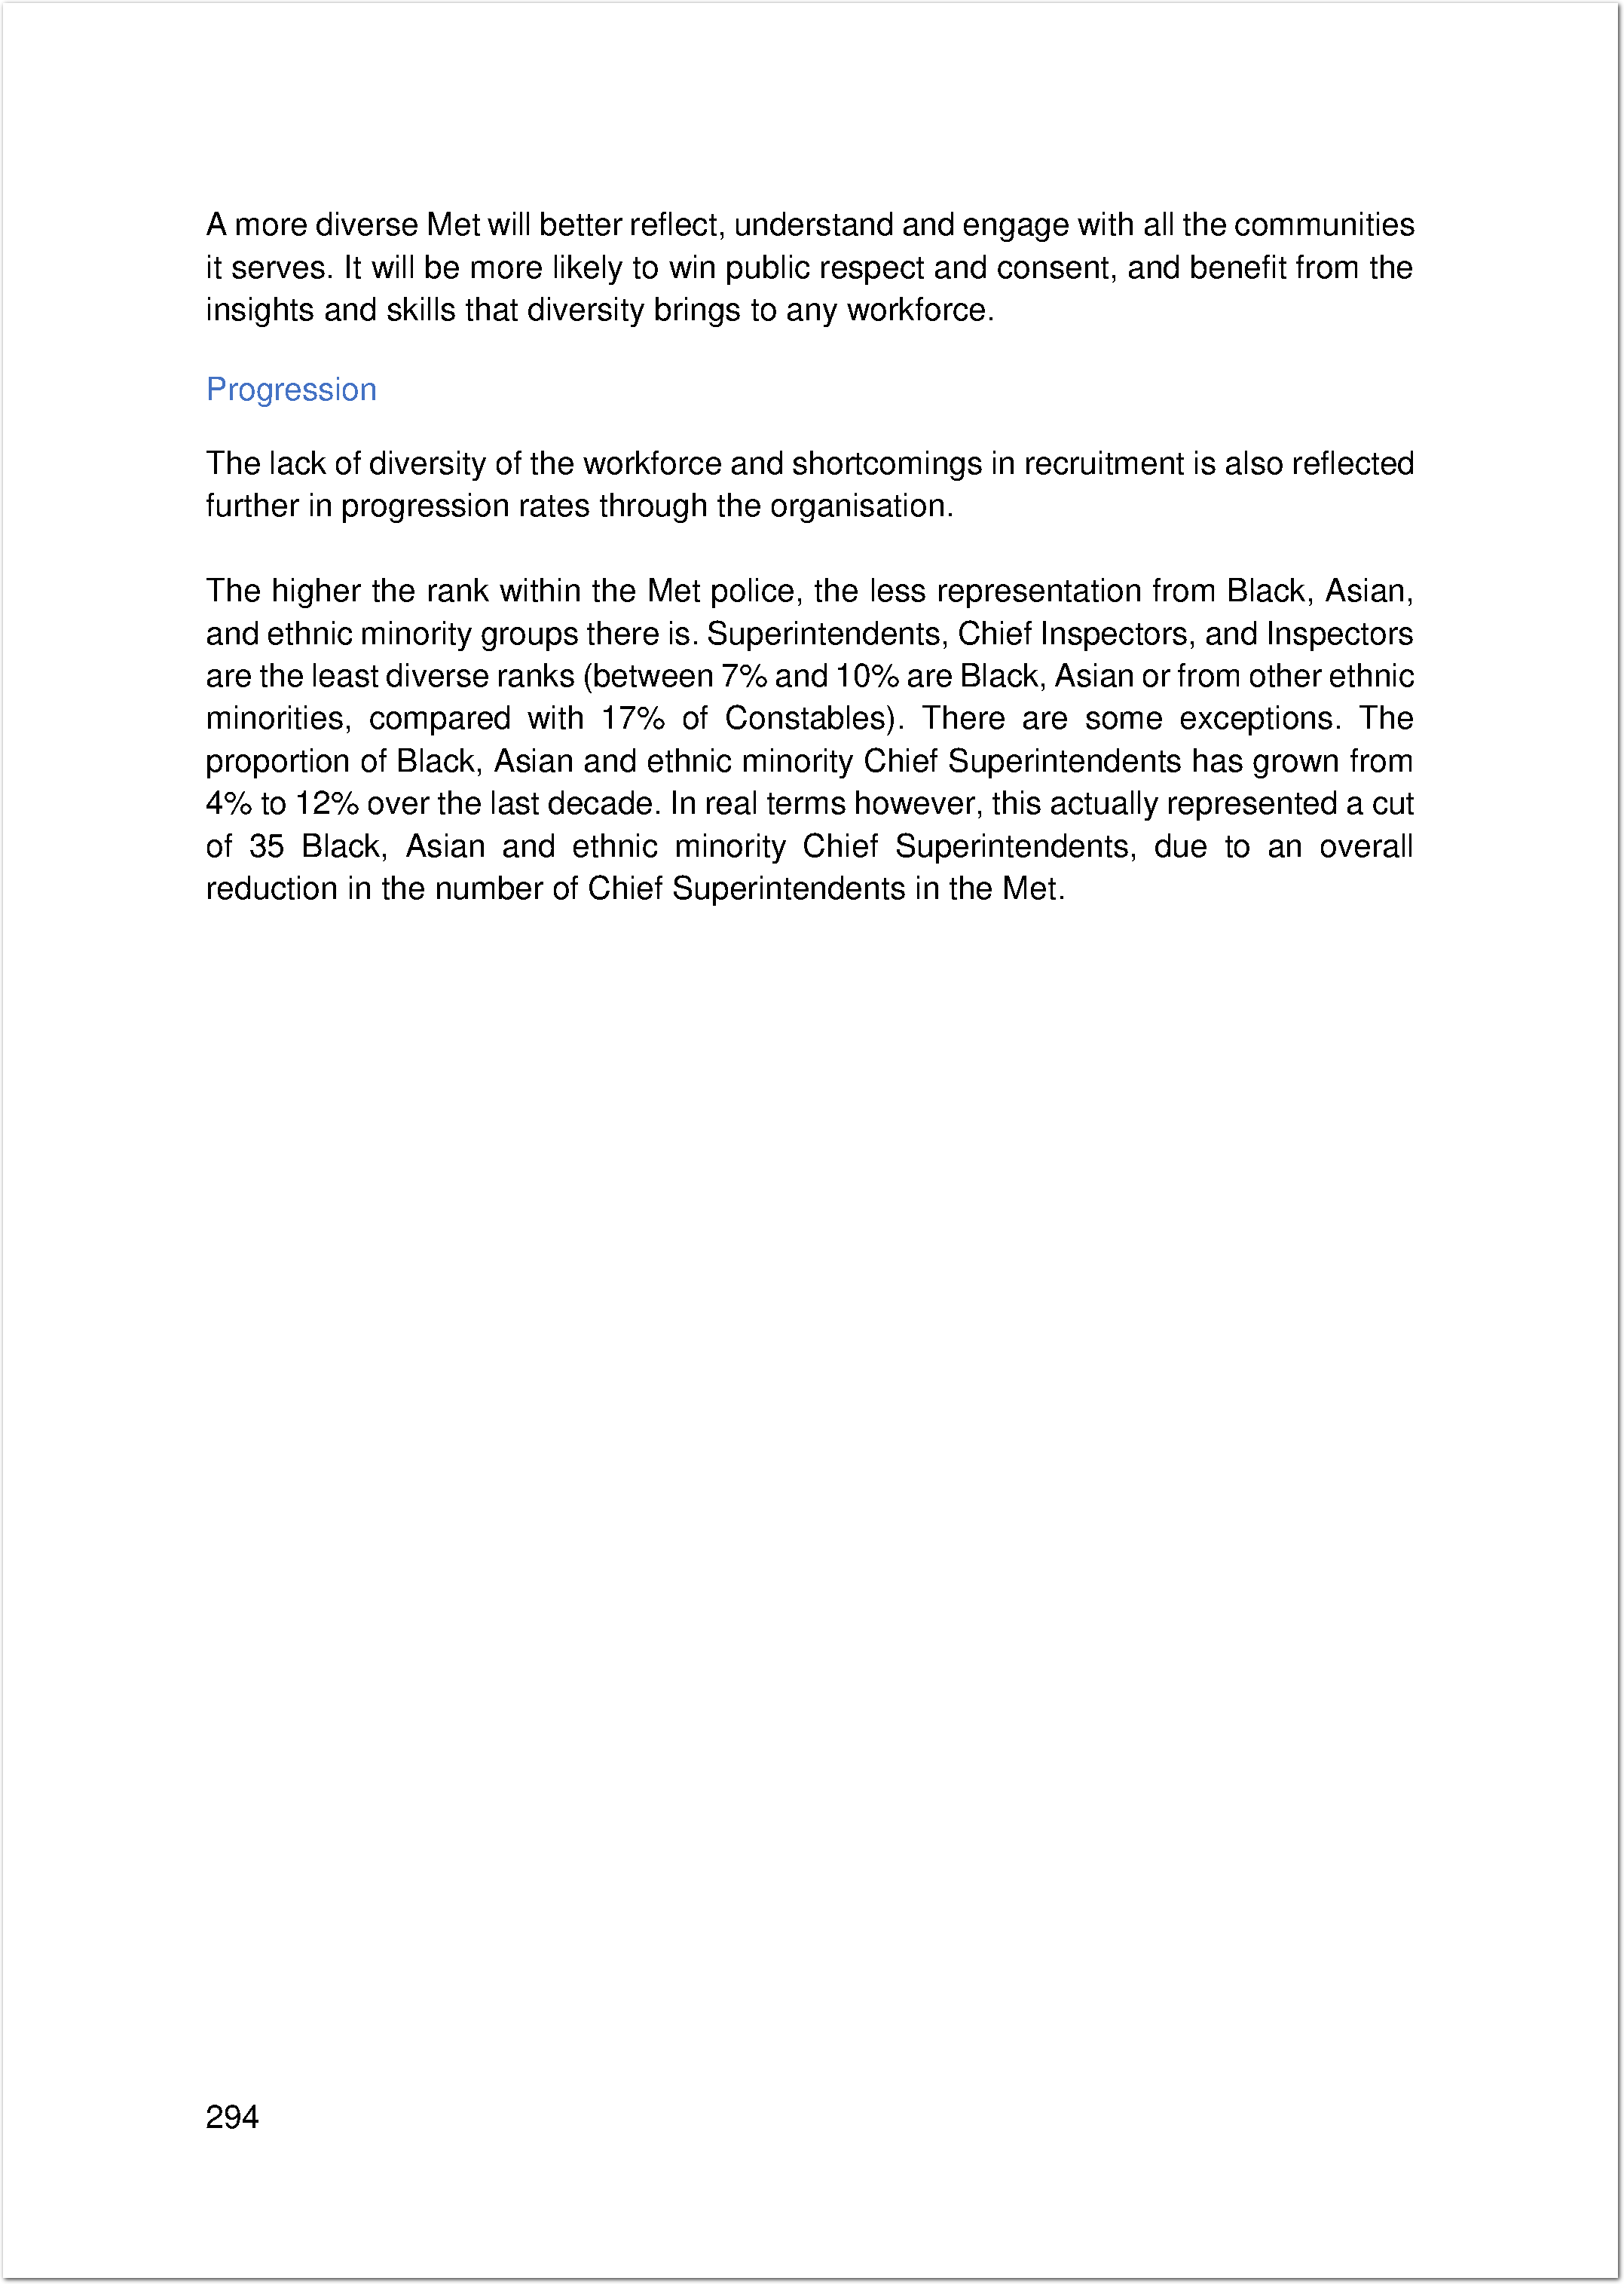 A more diverse Met will better reflect, understand and engage with all the communities
it serves. It will be more likely to win public respect and consent, and benefit from the
insights and skills that diversity brings to any workforce.
Progression
The lack of diversity of the workforce and shortcomings in recruitment is also reflected
further in progression rates through the organisation.
The higher the rank within the Met police, the less representation from Black, Asian,
and ethnic minority groups there is. Superintendents, Chief Inspectors, and Inspectors
are the least diverse ranks (between 7% and 10% are Black, Asian or from other ethnic
minorities, compared with 17% of Constables). There are some exceptions. The
proportion of Black, Asian and ethnic minority Chief Superintendents has grown from
4% to 12% over the last decade. In real terms however, this actually represented a cut
of 35 Black, Asian and ethnic minority Chief Superintendents, due to an overall
reduction in the number of Chief Superintendents in the Met.
294